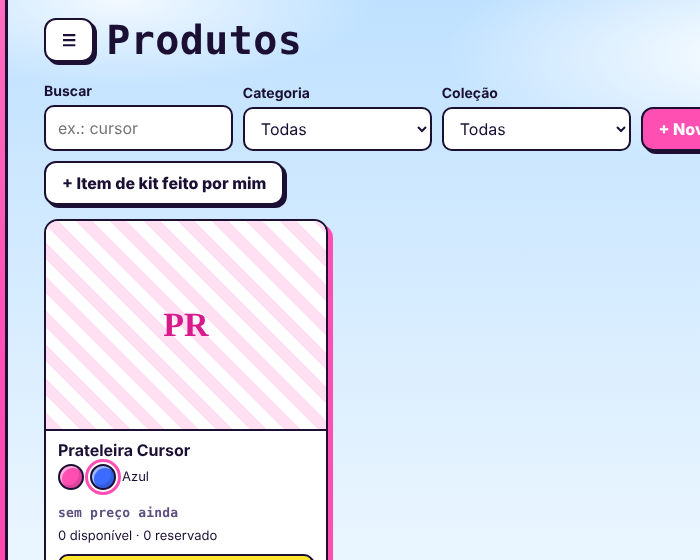 ☰ Produtos
Buscar
Categoria
Coleção
ex.: cursor
Todas
Todas
+ Nov
+ Item de kit feito por mim
PR
Prateleira Cursor
Azul
sem preço ainda
0 disponível · 0 reservado